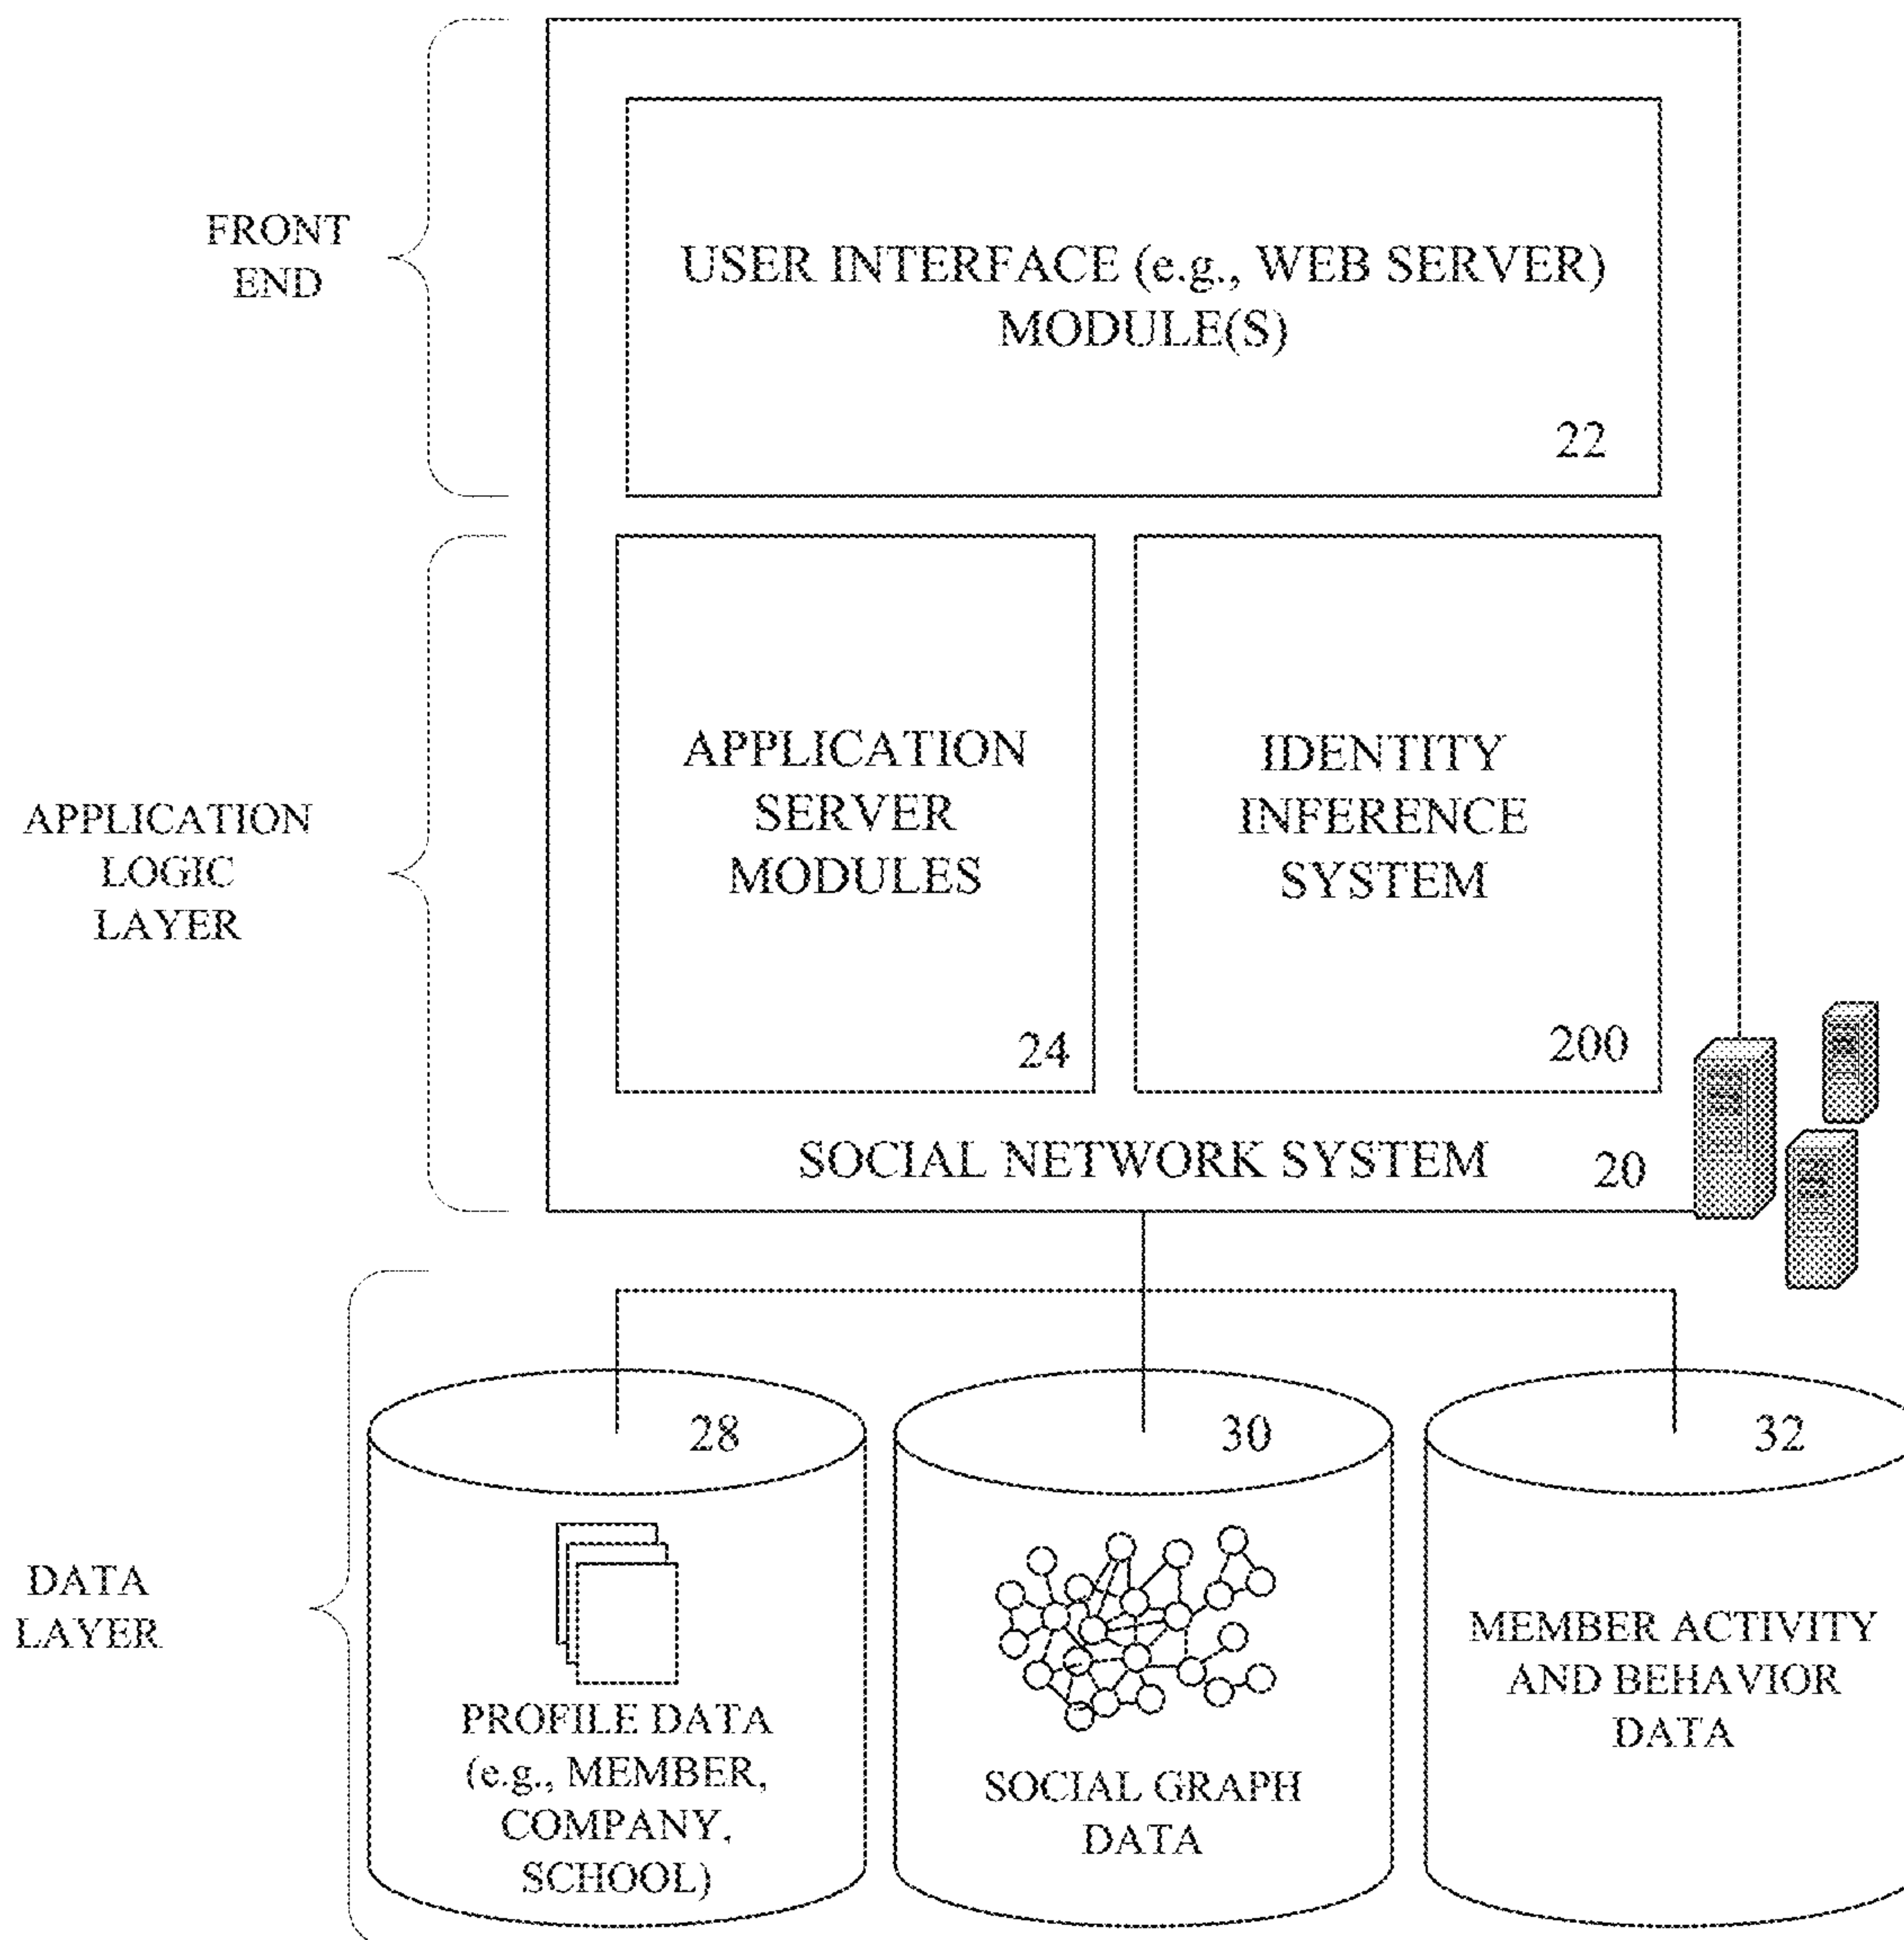 FRONT
END
USER INTERFACE (e.g., WEB SERVER)
MODULE(S)
22
APPLICATION
LOGIC
LAYER
APPLICATION
SERVER
MODULES
24
IDENTITY
INFERENCE
SYSTEM
200
SOCIAL NETWORK SYSTEM
20
DATA
LAYER
28
PROFILE DATA
(e.g., MEMBER,
COMPANY,
SCHOOL)
30
SOCIAL GRAPH
DATA
32
MEMBER ACTIVITY
AND BEHAVIOR
DATA